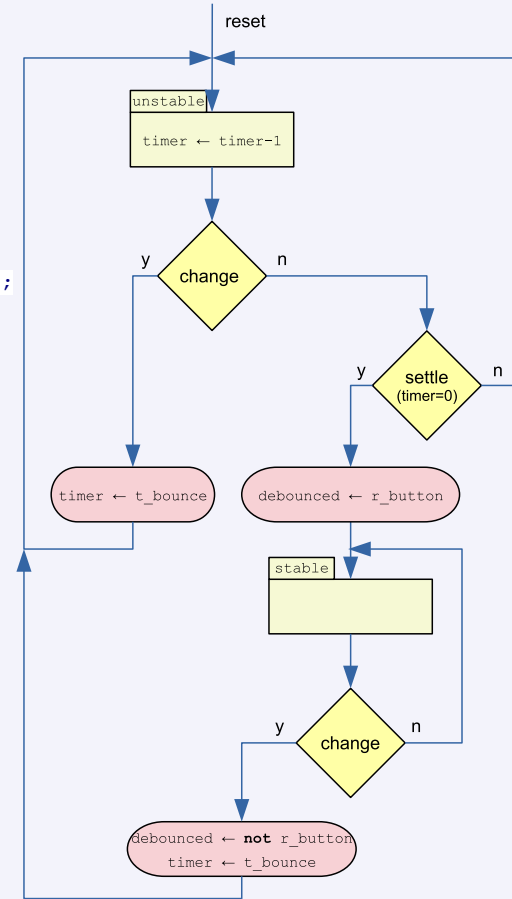 reset
unstable
timer ← timer-1
y
n
change
;
y
n
settle
(timer=0)
timer ← t_bounce
debounced ← r_button
stable
y
n
change
debounced ← not r_button
timer ← t_bounce